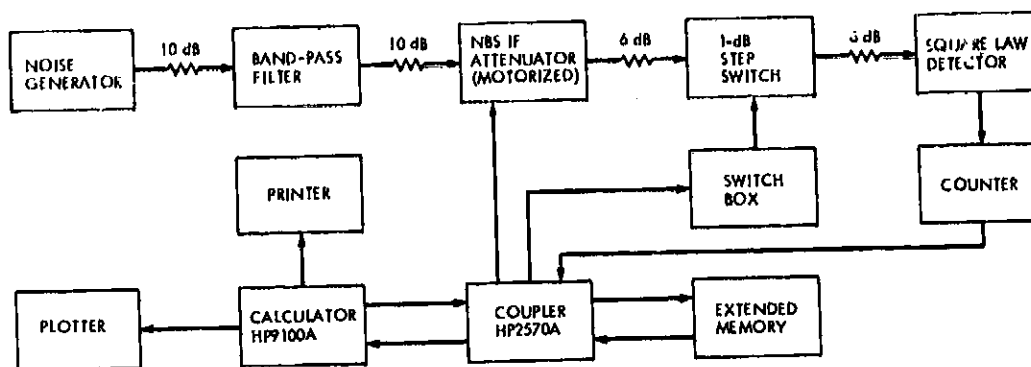 10 dB
10 dB
6 dB
dB
NOISE
GENERATOR
BAND-PASS
FILTER
NBS IF
ATTENUATOR
(MOTORIZED)
1-dB
STEP
SWITCH
SQUARE LAW
DETECTOR
PRINTER
SWITCH
BOX
COUNTER
PLOTTER
CALCULATOR
HP9100A
COUPLER
HP2570A
EXTENDED
MEMORY